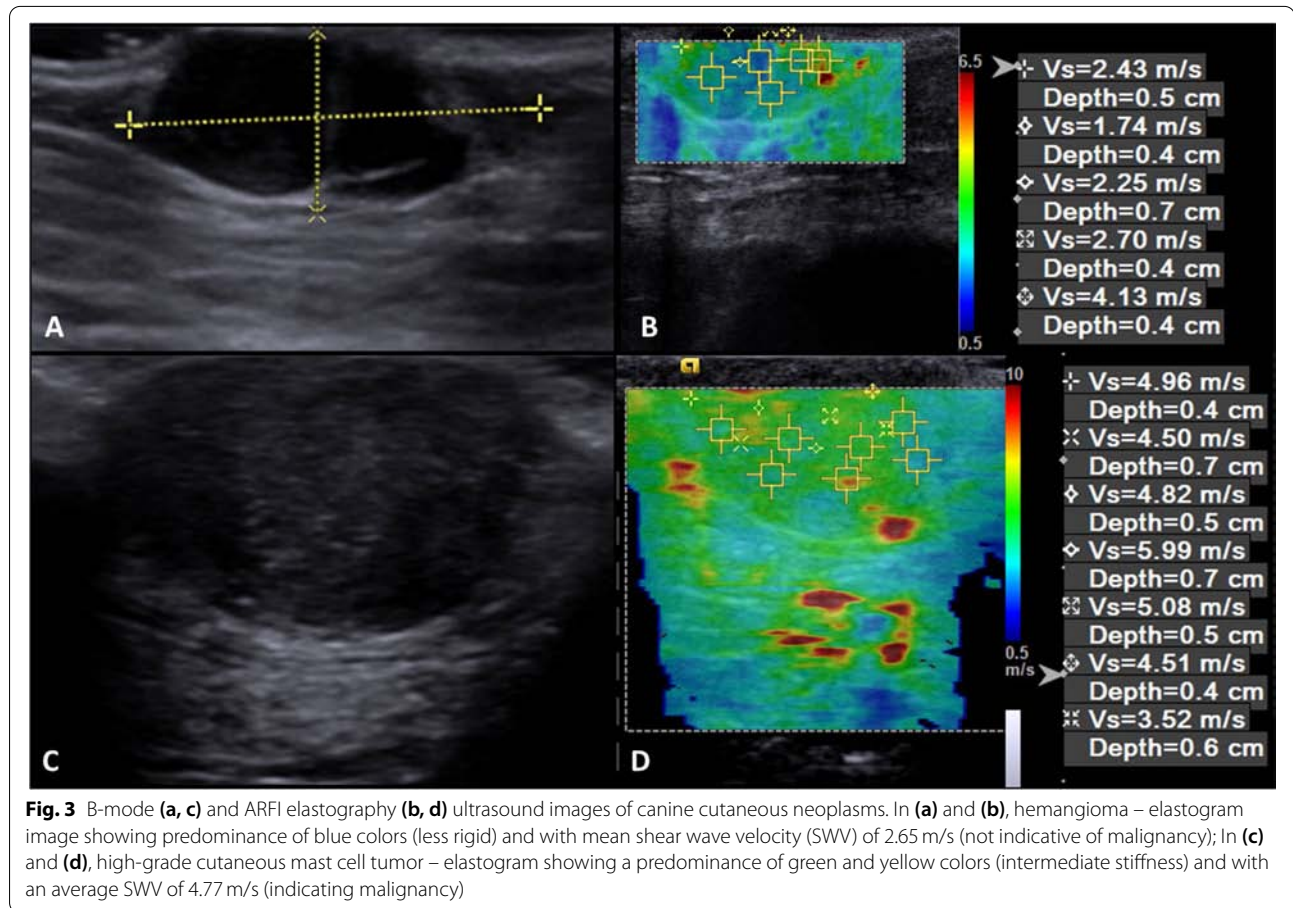 A
B
6.5
0.5
Vs=2.43 m/s
Depth=0.5 cm
Vs=1.74 m/s
Depth=0.4 cm
Vs=2.25 m/s
Depth=0.7 cm
Vs=2.70 m/s
Depth=0.4 cm
Vs=4.13 m/s
Depth=0.4 cm
C
D
10
0.5
m/s
Vs=4.96 m/s
Depth=0.4 cm
Vs=4.50 m/s
Depth=0.7 cm
Vs=4.82 m/s
Depth=0.5 cm
Vs=5.99 m/s
Depth=0.7 cm
Vs=5.08 m/s
Depth=0.5 cm
Vs=4.51 m/s
Depth=0.4 cm
Vs=3.52 m/s
Depth=0.6 cm
Fig. 3 B-mode (a, c) and ARFI elastography (b, d) ultrasound images of canine cutaneous neoplasms. In (a) and (b), hemangioma – elastogram
image showing predominance of blue colors (less rigid) and with mean shear wave velocity (SWV) of 2.65 m/s (not indicative of malignancy); In (c)
and (d), high-grade cutaneous mast cell tumor – elastogram showing a predominance of green and yellow colors (intermediate stiffness) and with
an average SWV of 4.77 m/s (indicating malignancy)